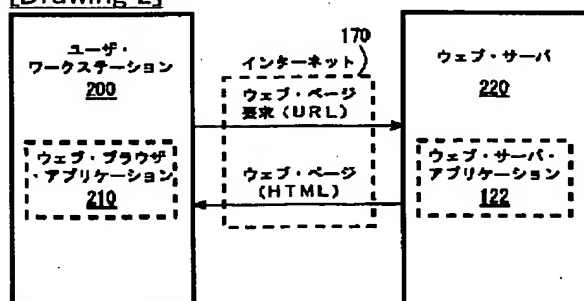 [Drawing 2]
ユーザ・
ワークステーション
200
ウェブ・ブラウザ
・アプリケーション
210
170
インターネット
ウェブ・ページ
要求(URL)
ウェブ・ページ
(HTML)
ウェブ・サーバ
220
ウェブ・サーバ・
アプリケーション
122